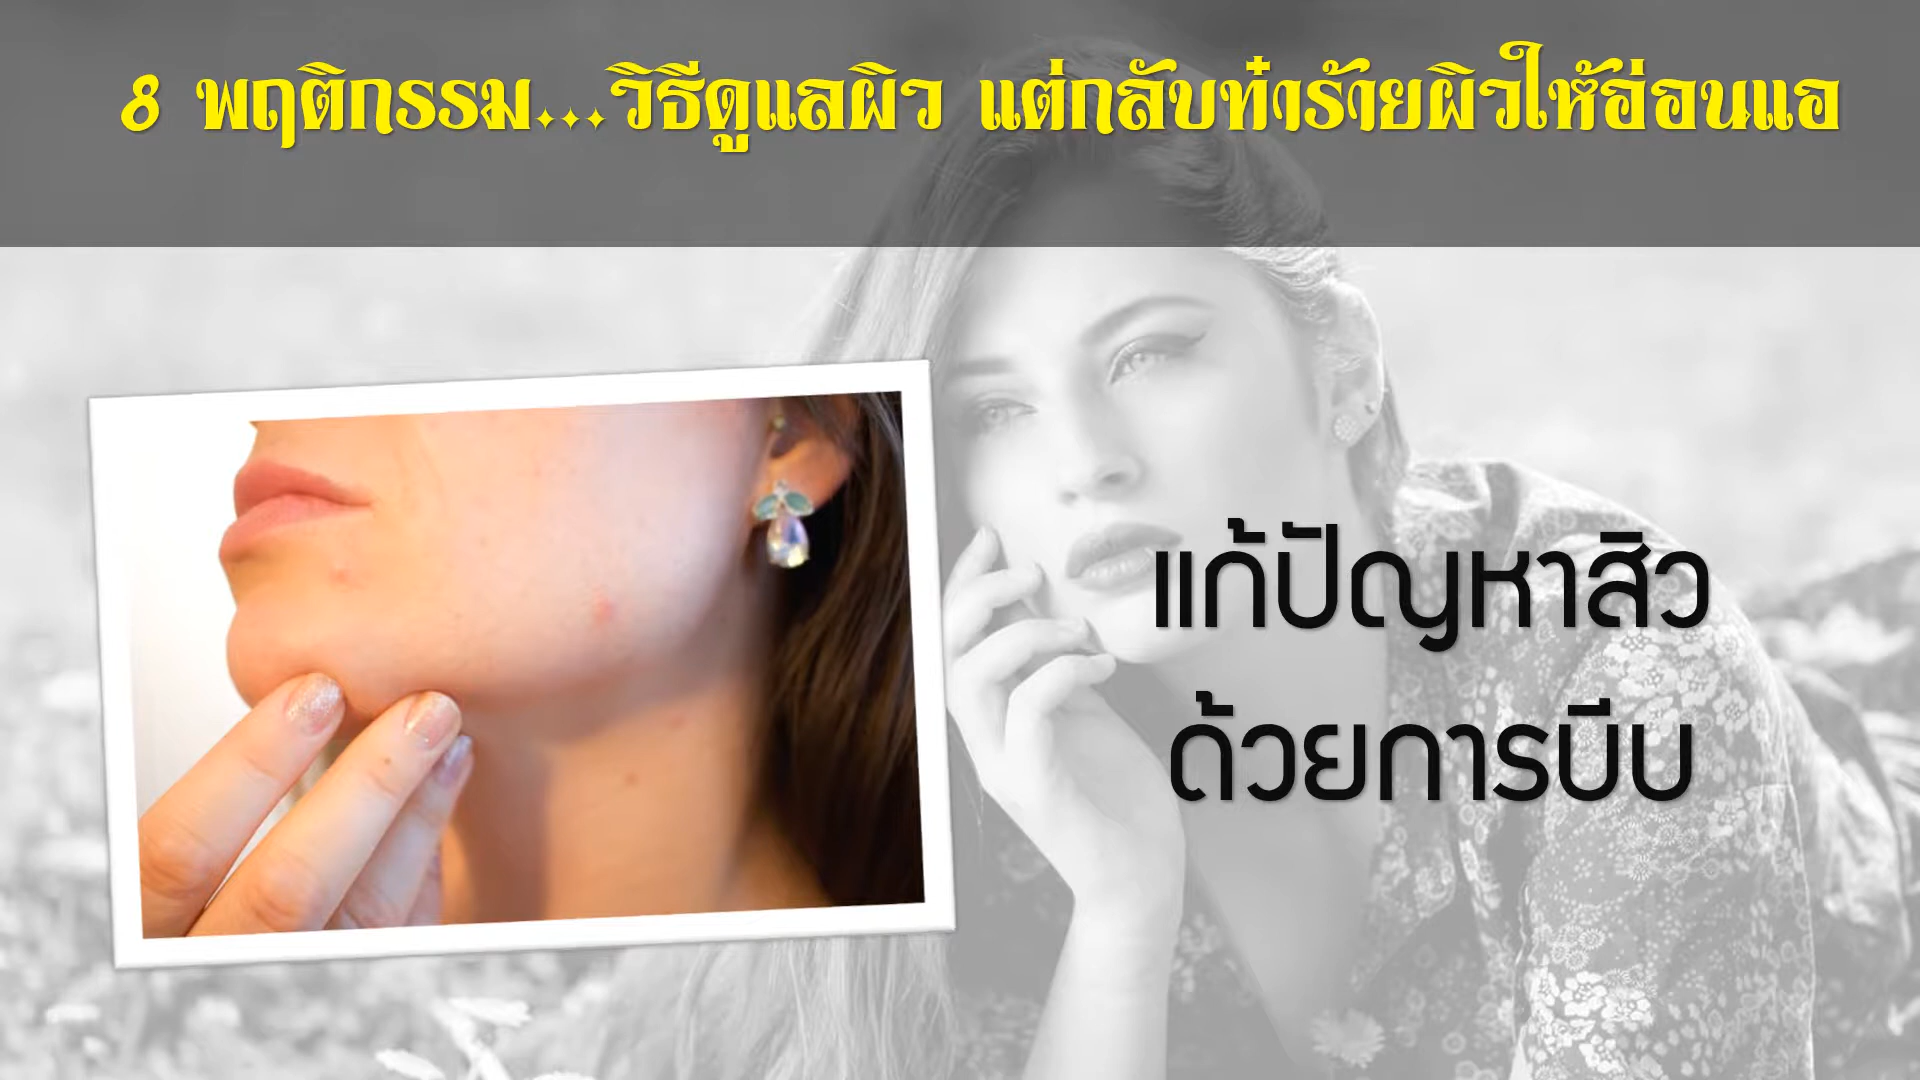 8 พฤติกรรม...วิธีดูแลผิว แต่กลับทำร้ายผิวให้อ่อนแอ
แก้ปัญหาสิว
ด้วยการบีบ